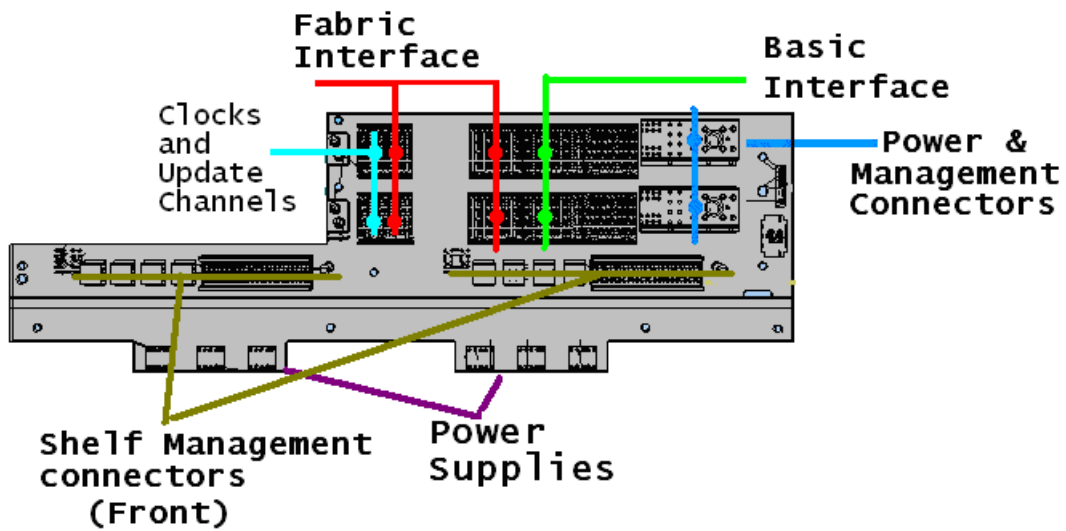 Fabric
Interface
Basic
Interface
Clocks
and
Update
Channels
Power &
Management
Connectors
Shelf Management
connectors
(Front)
Power
Supplies